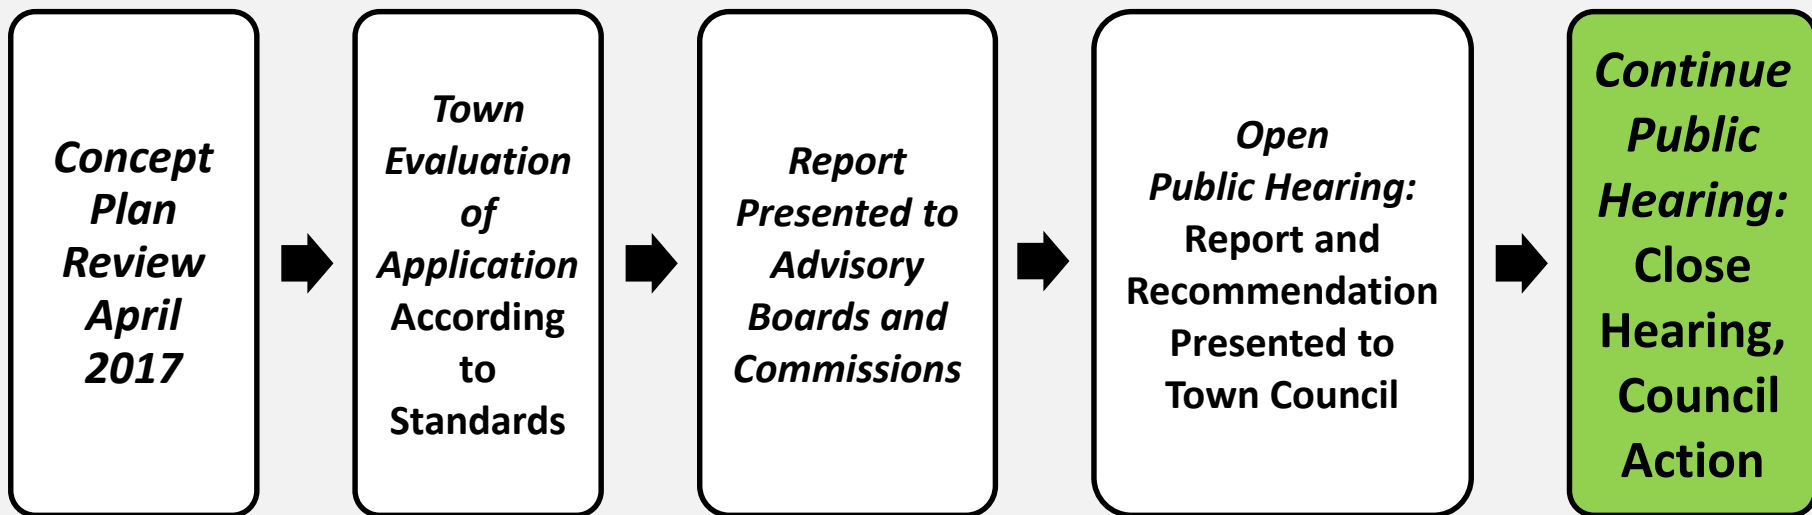 Concept
Plan
Review
April
2017
Town
Evaluation
of
Application
According
to
Standards
Report
Presented to
Advisory
Boards and
Commissions
Open
Public Hearing:
Report and
Recommendation
Presented to
Town Council
Continue
Public
Hearing:
Close
Hearing,
Council
Action